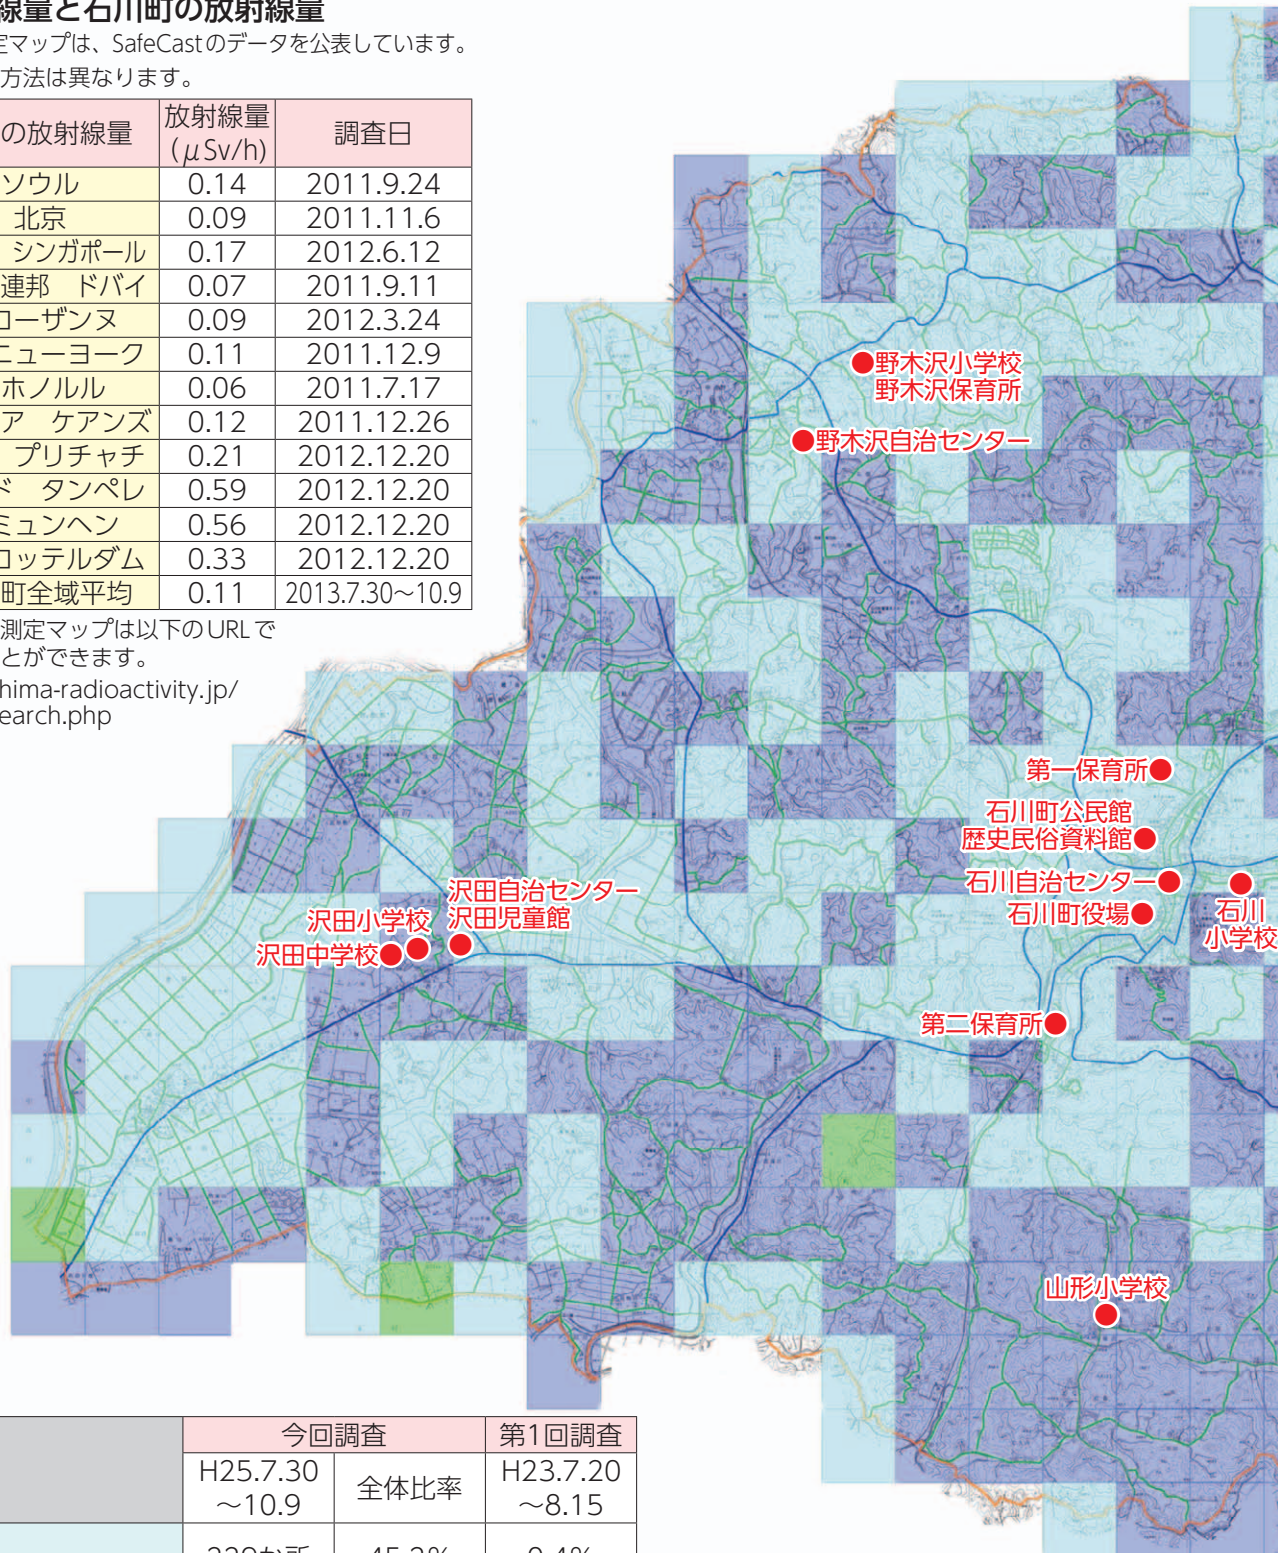 線量と石川町の放射線量
定マップは、SafeCastのデータを公表しています。
方法は異なります。
の放射線量 放射線量(μSv/h) 調査日
ソウル 0.14 2011.9.24
北京 0.09 2011.11.6
シンガポール 0.17 2012.6.12
連邦 ドバイ 0.07 2011.9.11
ローザンヌ 0.09 2012.3.24
ニューヨーク 0.11 2011.12.9
ホノルル 0.06 2011.7.17
ア ケアンズ 0.12 2011.12.26
プリチャチ 0.21 2012.12.20
ド タンペレ 0.59 2012.12.20
ミュンヘン 0.56 2012.12.20
ロッテルダム 0.33 2012.12.20
町全域平均 0.11 2013.7.30〜10.9
測定マップは以下のURLで
とができます。
hima-radioactivity.jp/
earch.php
野木沢小学校
野木沢保育所
野木沢自治センター
第一保育所
石川町公民館
歴史民俗資料館
石川自治センター
石川町役場
石川
小学校
沢田自治センター
沢田児童館
沢田小学校
沢田中学校
第二保育所
山形小学校
今回調査 第1回調査
H25.7.30〜10.9 全体比率 H23.7.20〜8.15